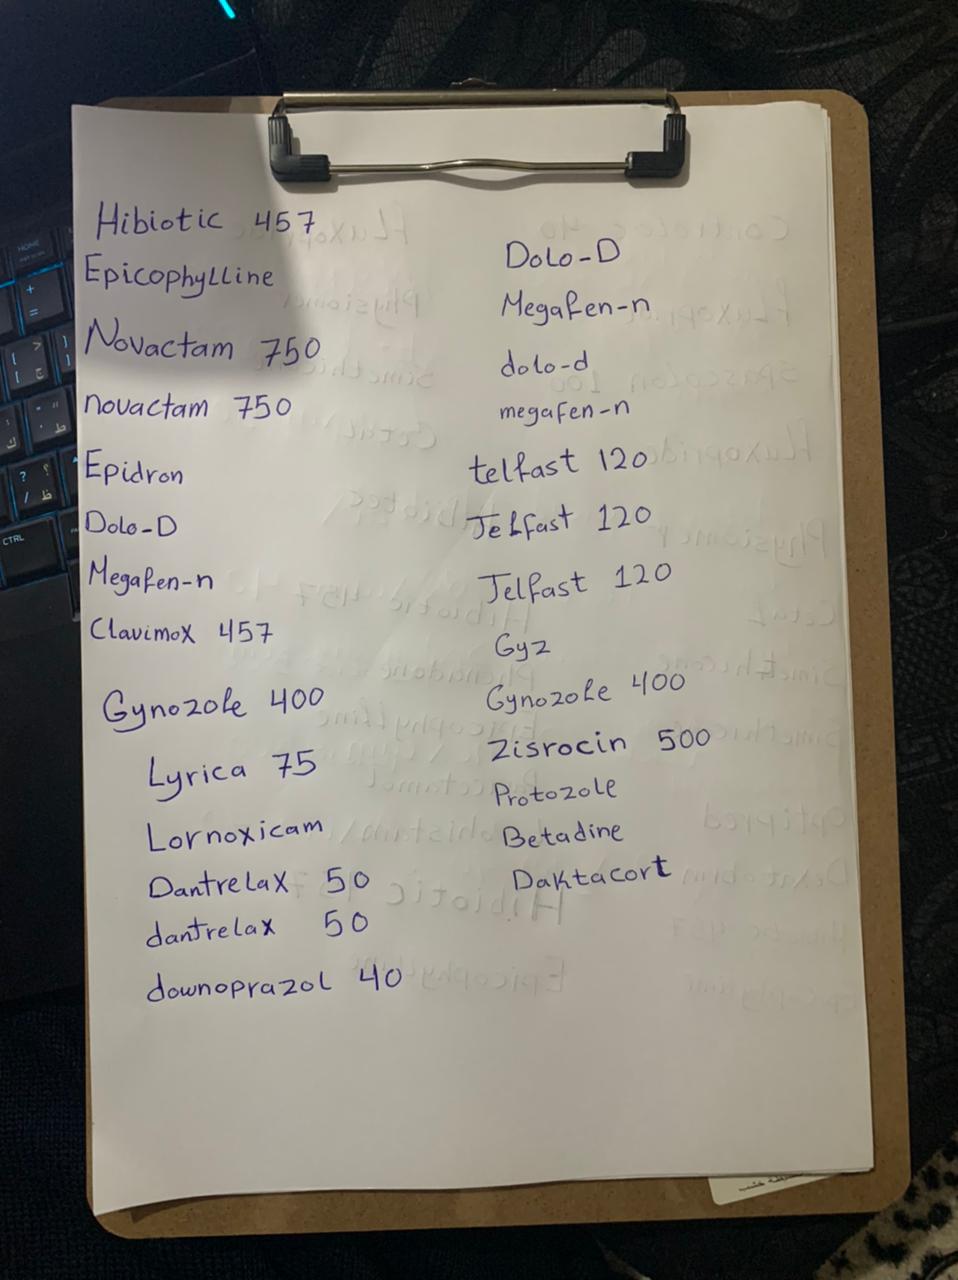 Hibiotic 457
Epicophylline
Novactam 750
novactam 750
Epidron
Dolo-D
Megafen-n
Clavimox 457
Gynozole 400
Lyrica 75
Lornoxicam
Dantrelax 50
dantrelax 50
downoprazol 40
Dolo-D
Megafen-n
dolo-d
megafen-n
telfast 120
Telfast 120
Telfast 120
Gyz
Gynozole 400
Zisrocin 500
Protozole
Betadine
Daktacort